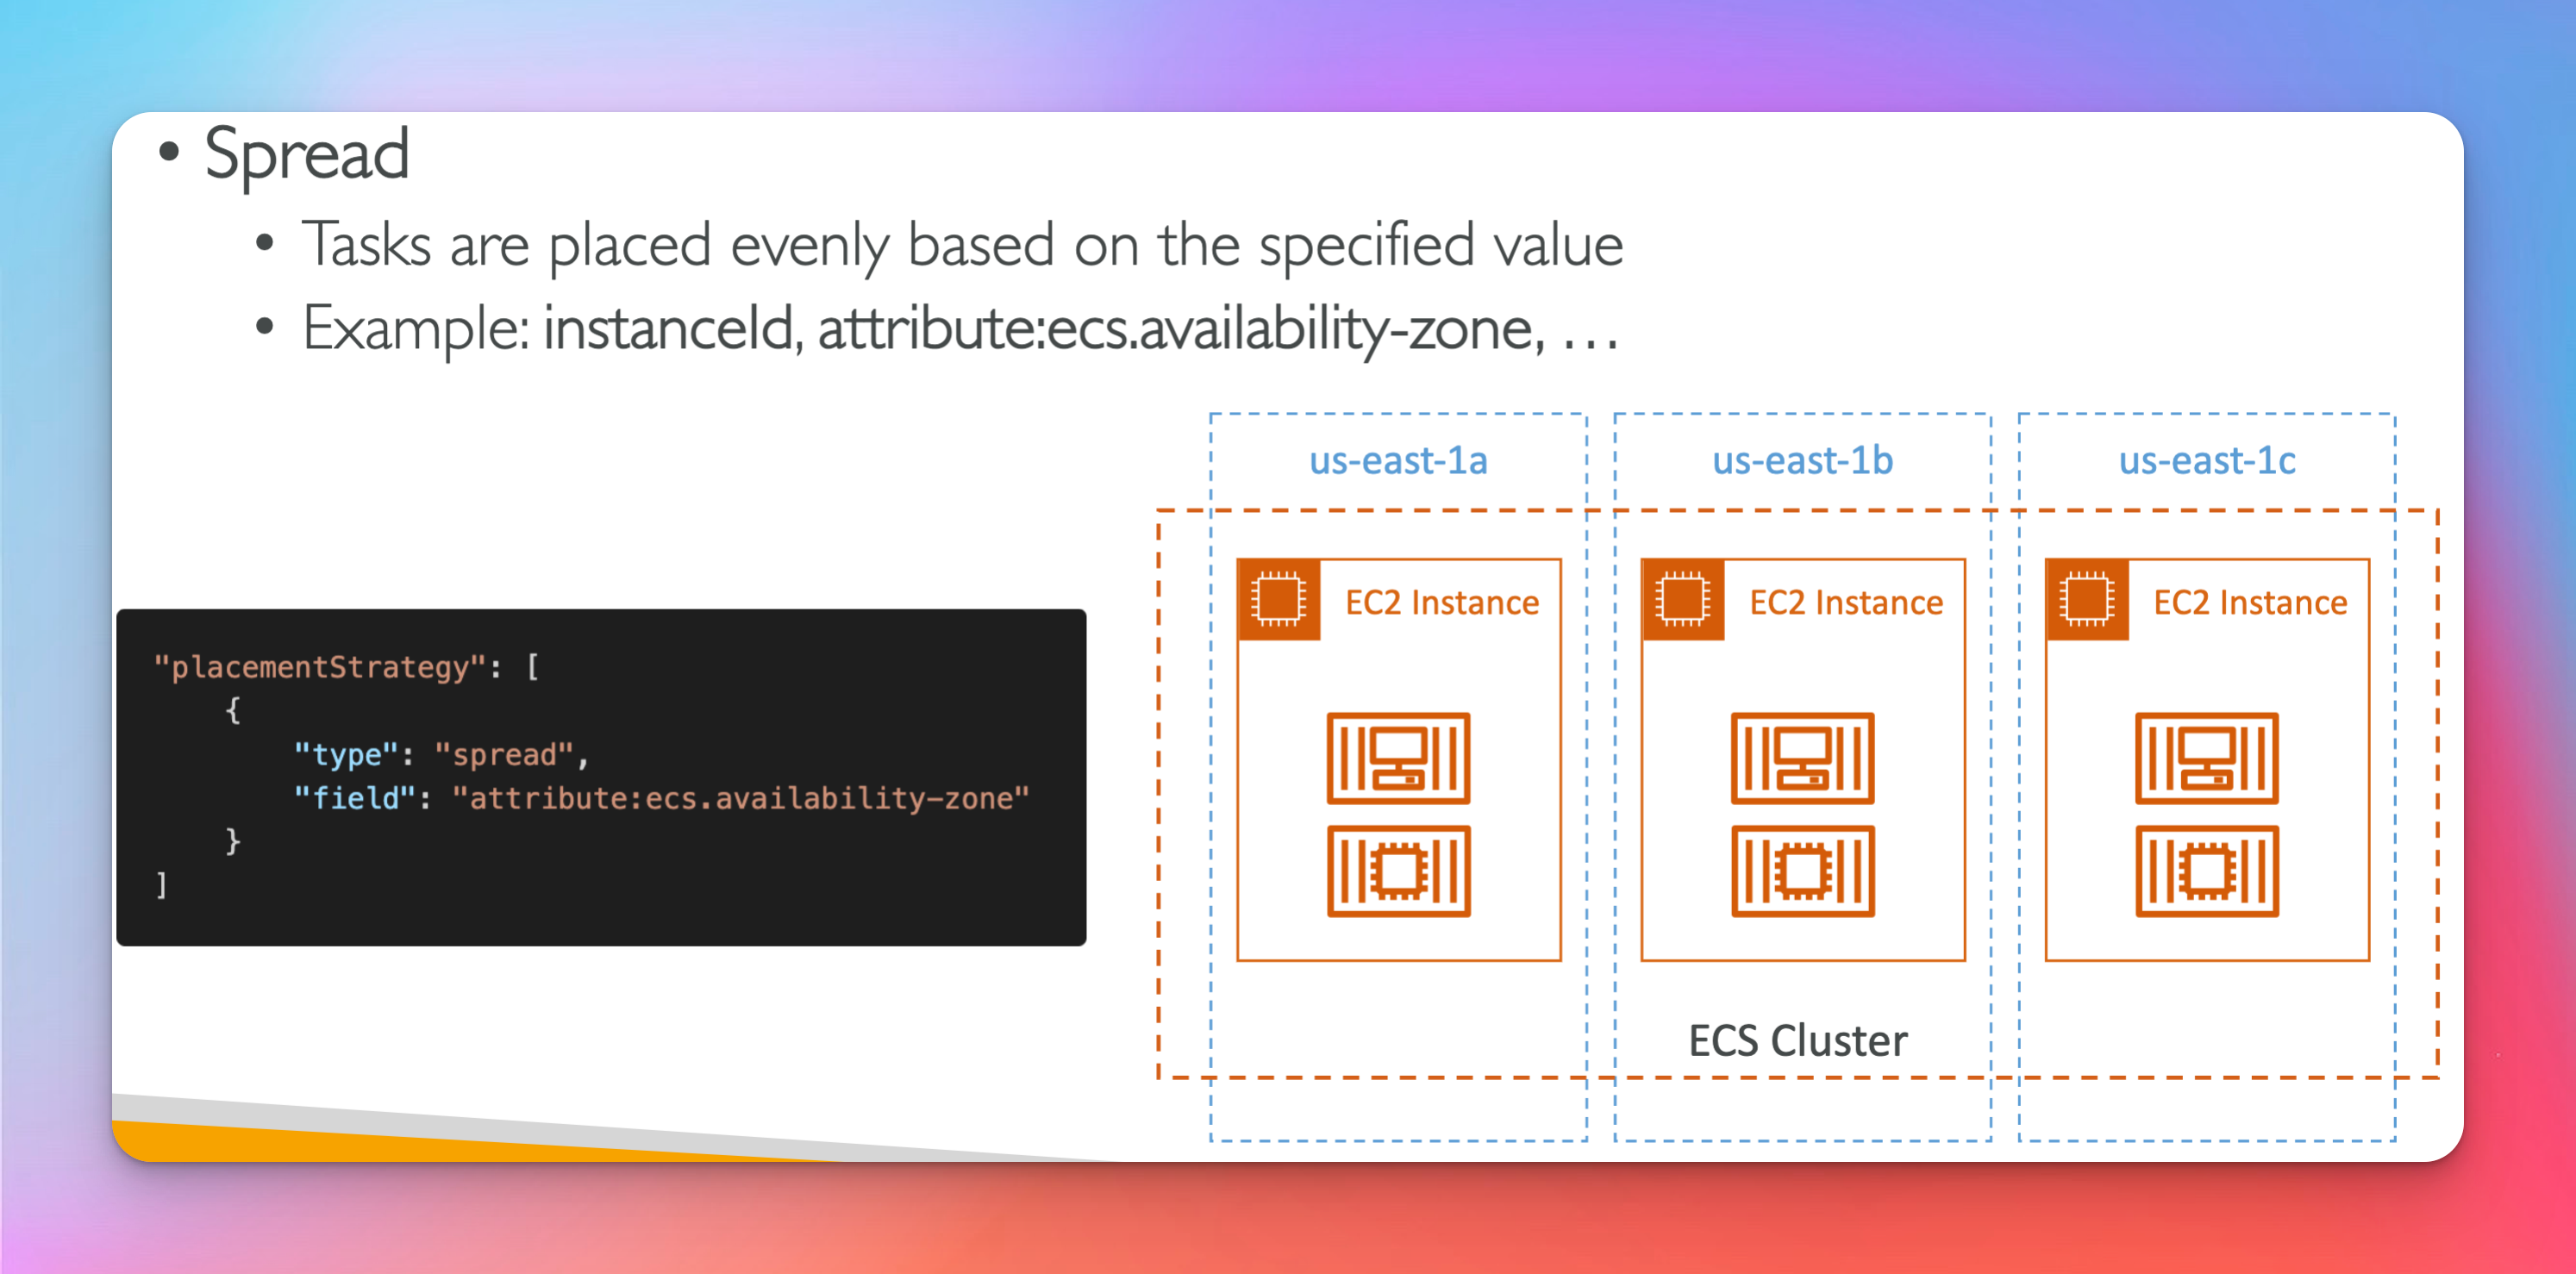 • Spread
• Tasks are placed evenly based on the specified value
• Example: instanceId, attribute:ecs.availability-zone, …
"placementStrategy": [
    {
        "type": "spread",
        "field": "attribute:ecs.availability-zone"
    }
]
us-east-1a
us-east-1b
us-east-1c
EC2 Instance
EC2 Instance
EC2 Instance
ECS Cluster